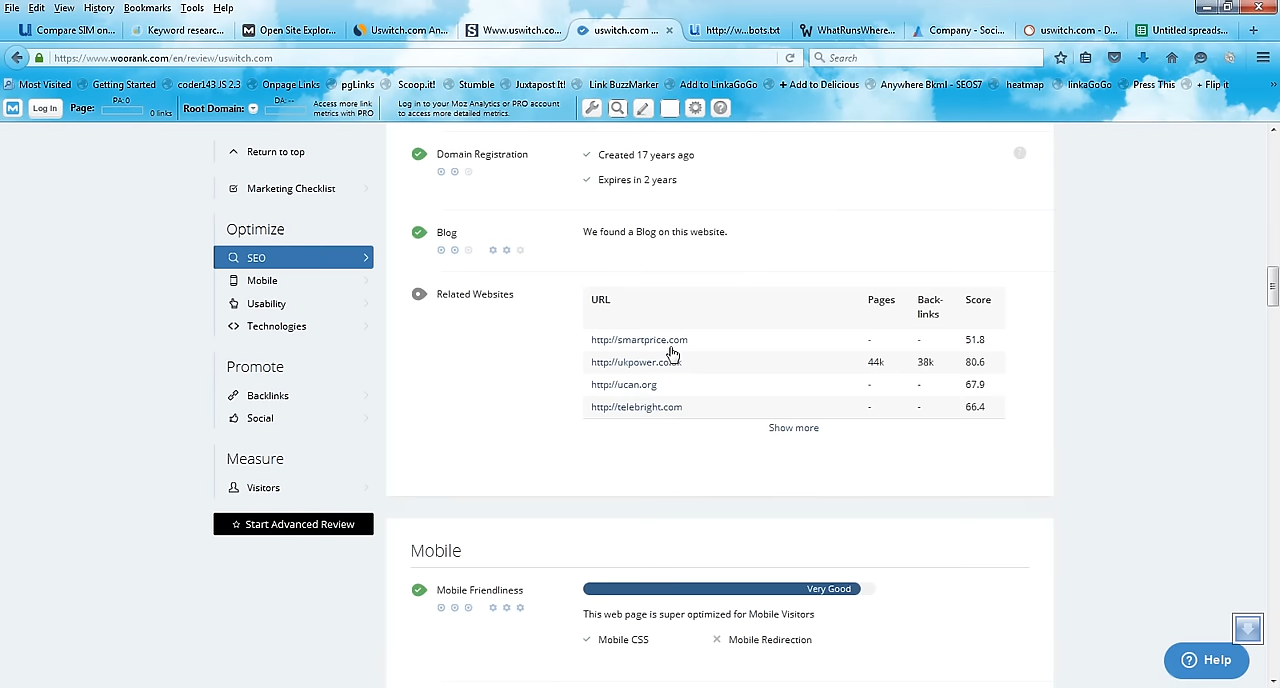 File Edit View History Bookmarks Tools Help
Compare SIM on... Keyword researc... Open Site Explor... Uswitch.com An... Www.uswitch.co... uswitch.com ... http://w...bots.txt WhatRunsWhere... Company - Soci... uswitch.com - D... Untitled spreads...
https://www.woorank.com/en/review/uswitch.com Search
Most Visited Getting Started coder143 JS 2.3 Onpage Links pgLinks Scoop.it! Stumble Juxtapost It! Link BuzzMarker Add to LinkaGoGo + Add to Delicious Anywhere Bkml - SEOS7 heatmap linkaGoGo Press This + Flip it
Log In Page: DA: 0 0 links Root Domain: DA: -- Access more link metrics with PRO Log in to your Moz Analytics or PRO account to access more detailed metrics.
Return to top
Marketing Checklist
Optimize
SEO
Mobile
Usability
Technologies
Promote
Backlinks
Social
Measure
Visitors
Start Advanced Review
Domain Registration
Created 17 years ago
Expires in 2 years
Blog
We found a Blog on this website.
Related Websites
URL Pages Back-links Score
http://smartprice.com - - 51.8
http://ukpower.co. 44k 38k 80.6
http://ucan.org - - 67.9
http://telebright.com - - 66.4
Show more
Mobile
Mobile Friendliness
Very Good
This web page is super optimized for Mobile Visitors
Mobile CSS Mobile Redirection
Help